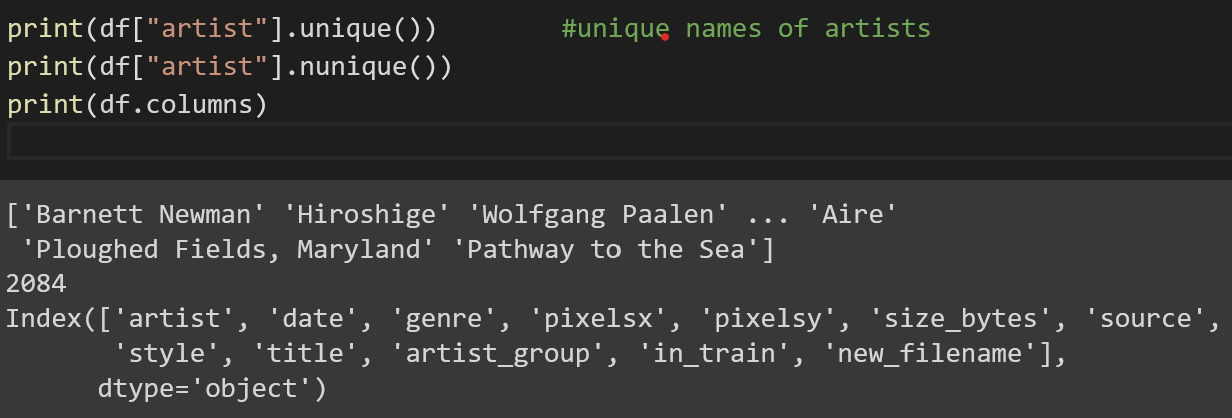 print(df["artist"].unique())        #unique names of artists
print(df["artist"].nunique())
print(df.columns)
['Barnett Newman' 'Hiroshige' 'Wolfgang Paalen' ... 'Aire'
 'Ploughed Fields, Maryland' 'Pathway to the Sea']
2084
Index(['artist', 'date', 'genre', 'pixelsx', 'pixelsy', 'size_bytes', 'source',
       'style', 'title', 'artist_group', 'in_train', 'new_filename'],
      dtype='object')